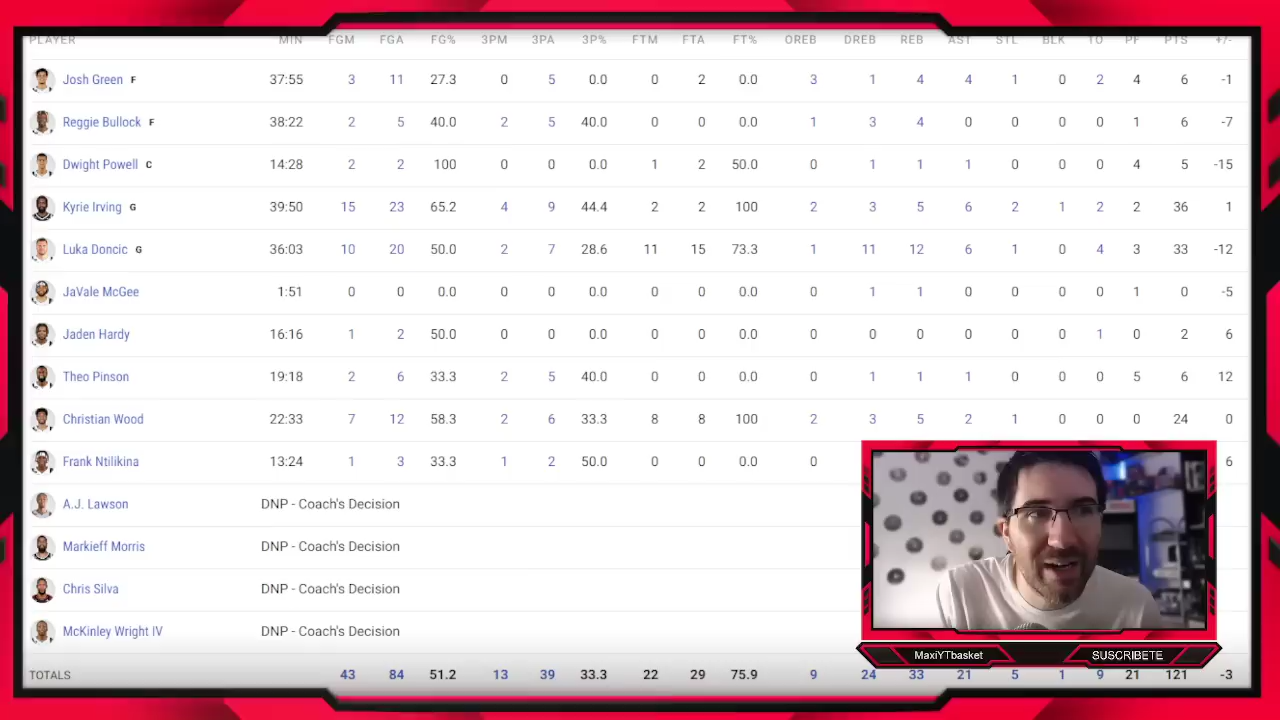 PLAYER MIN FGM FGA FG% 3PM 3PA 3P% FTM FTA FT% OREB DREB REB AST STL BLK TO PF PTS +/-
Josh Green F 37:55 3 11 27.3 0 5 0.0 0 2 0.0 3 1 4 4 1 0 2 4 6 -1
Reggie Bullock F 38:22 2 5 40.0 2 5 40.0 0 0 0.0 1 3 4 0 0 0 0 1 6 -7
Dwight Powell C 14:28 2 2 100 0 0 0.0 1 2 50.0 0 1 1 1 0 0 0 4 5 -15
Kyrie Irving G 39:50 15 23 65.2 4 9 44.4 2 2 100 2 3 5 6 2 1 2 2 36 1
Luka Doncic G 36:03 10 20 50.0 2 7 28.6 11 15 73.3 1 11 12 6 1 0 4 3 33 -12
JaVale McGee 1:51 0 0 0.0 0 0 0.0 0 0 0.0 0 1 1 0 0 0 0 1 0 -5
Jaden Hardy 16:16 1 2 50.0 0 0 0.0 0 0 0.0 0 0 0 0 0 0 1 0 2 6
Theo Pinson 19:18 2 6 33.3 2 5 40.0 0 0 0.0 0 1 1 1 0 0 0 5 6 12
Christian Wood 22:33 7 12 58.3 2 6 33.3 8 8 100 2 3 5 2 1 0 0 0 24 0
Frank Ntilikina 13:24 1 3 33.3 1 2 50.0 0 0 0.0 0 6
A.J. Lawson DNP - Coach's Decision
Markieff Morris DNP - Coach's Decision
Chris Silva DNP - Coach's Decision
McKinley Wright IV DNP - Coach's Decision
MaxiYTbasket SUSCRIBETE
TOTALS 43 84 51.2 13 39 33.3 22 29 75.9 9 24 33 21 5 1 9 21 121 -3